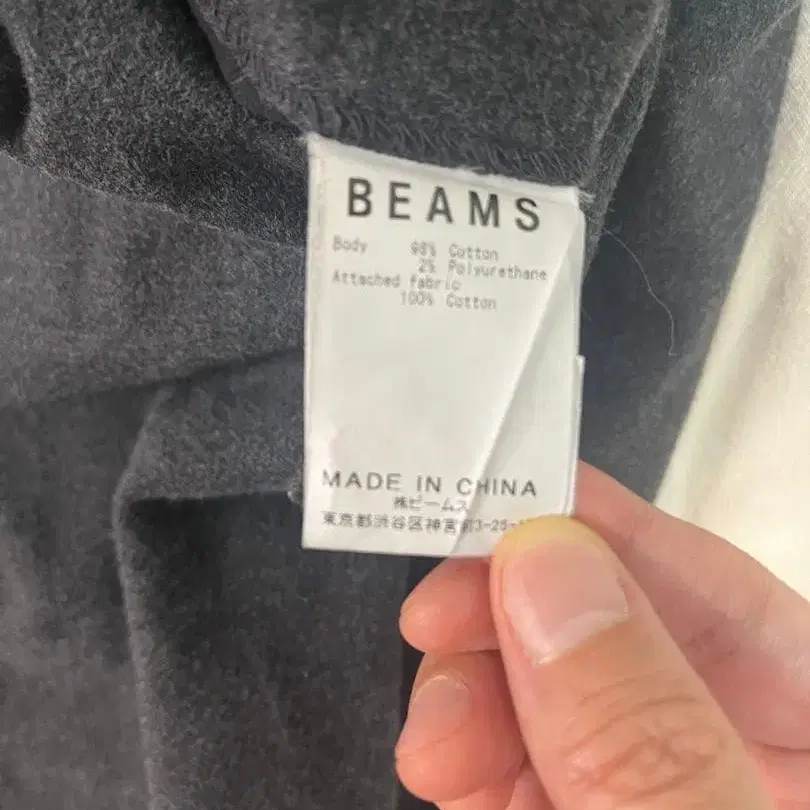 BEAMS
Body 98% Cotton
2% Polyurethane
Attached fabric
100% Cotton
MADE IN CHINA
㈱ビームス
東京都渋谷区神宮前3-25-